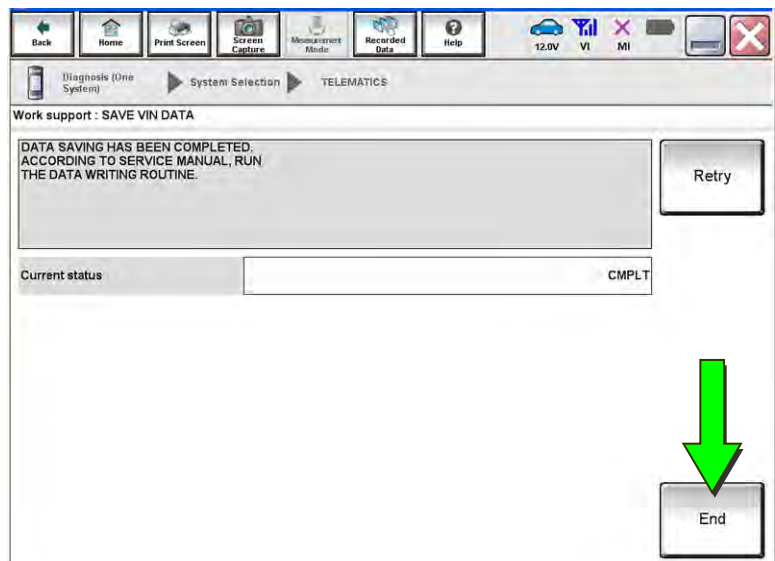 Back
Home
Print Screen
Screen
Capture
Measurement
Mode
Recorded
Data
Help
12.0V
VI
MI
Diagnosis (One
System)
System Selection
TELEMATICS
Work support : SAVE VIN DATA
DATA SAVING HAS BEEN COMPLETED.
ACCORDING TO SERVICE MANUAL, RUN
THE DATA WRITING ROUTINE.
Retry
Current status
CMPLT
End